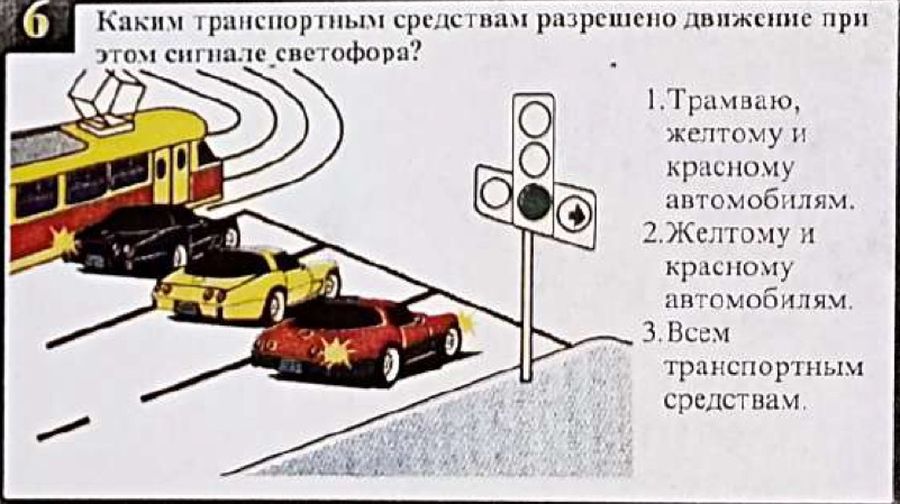 6
Каким транспортным средствам разрешено движение при
этом сигнале светофора?
1.Трамваю,
желтому и
красному
автомобилям.
2.Желтому и
красному
автомобилям.
3.Всем
транспортным
средствам.